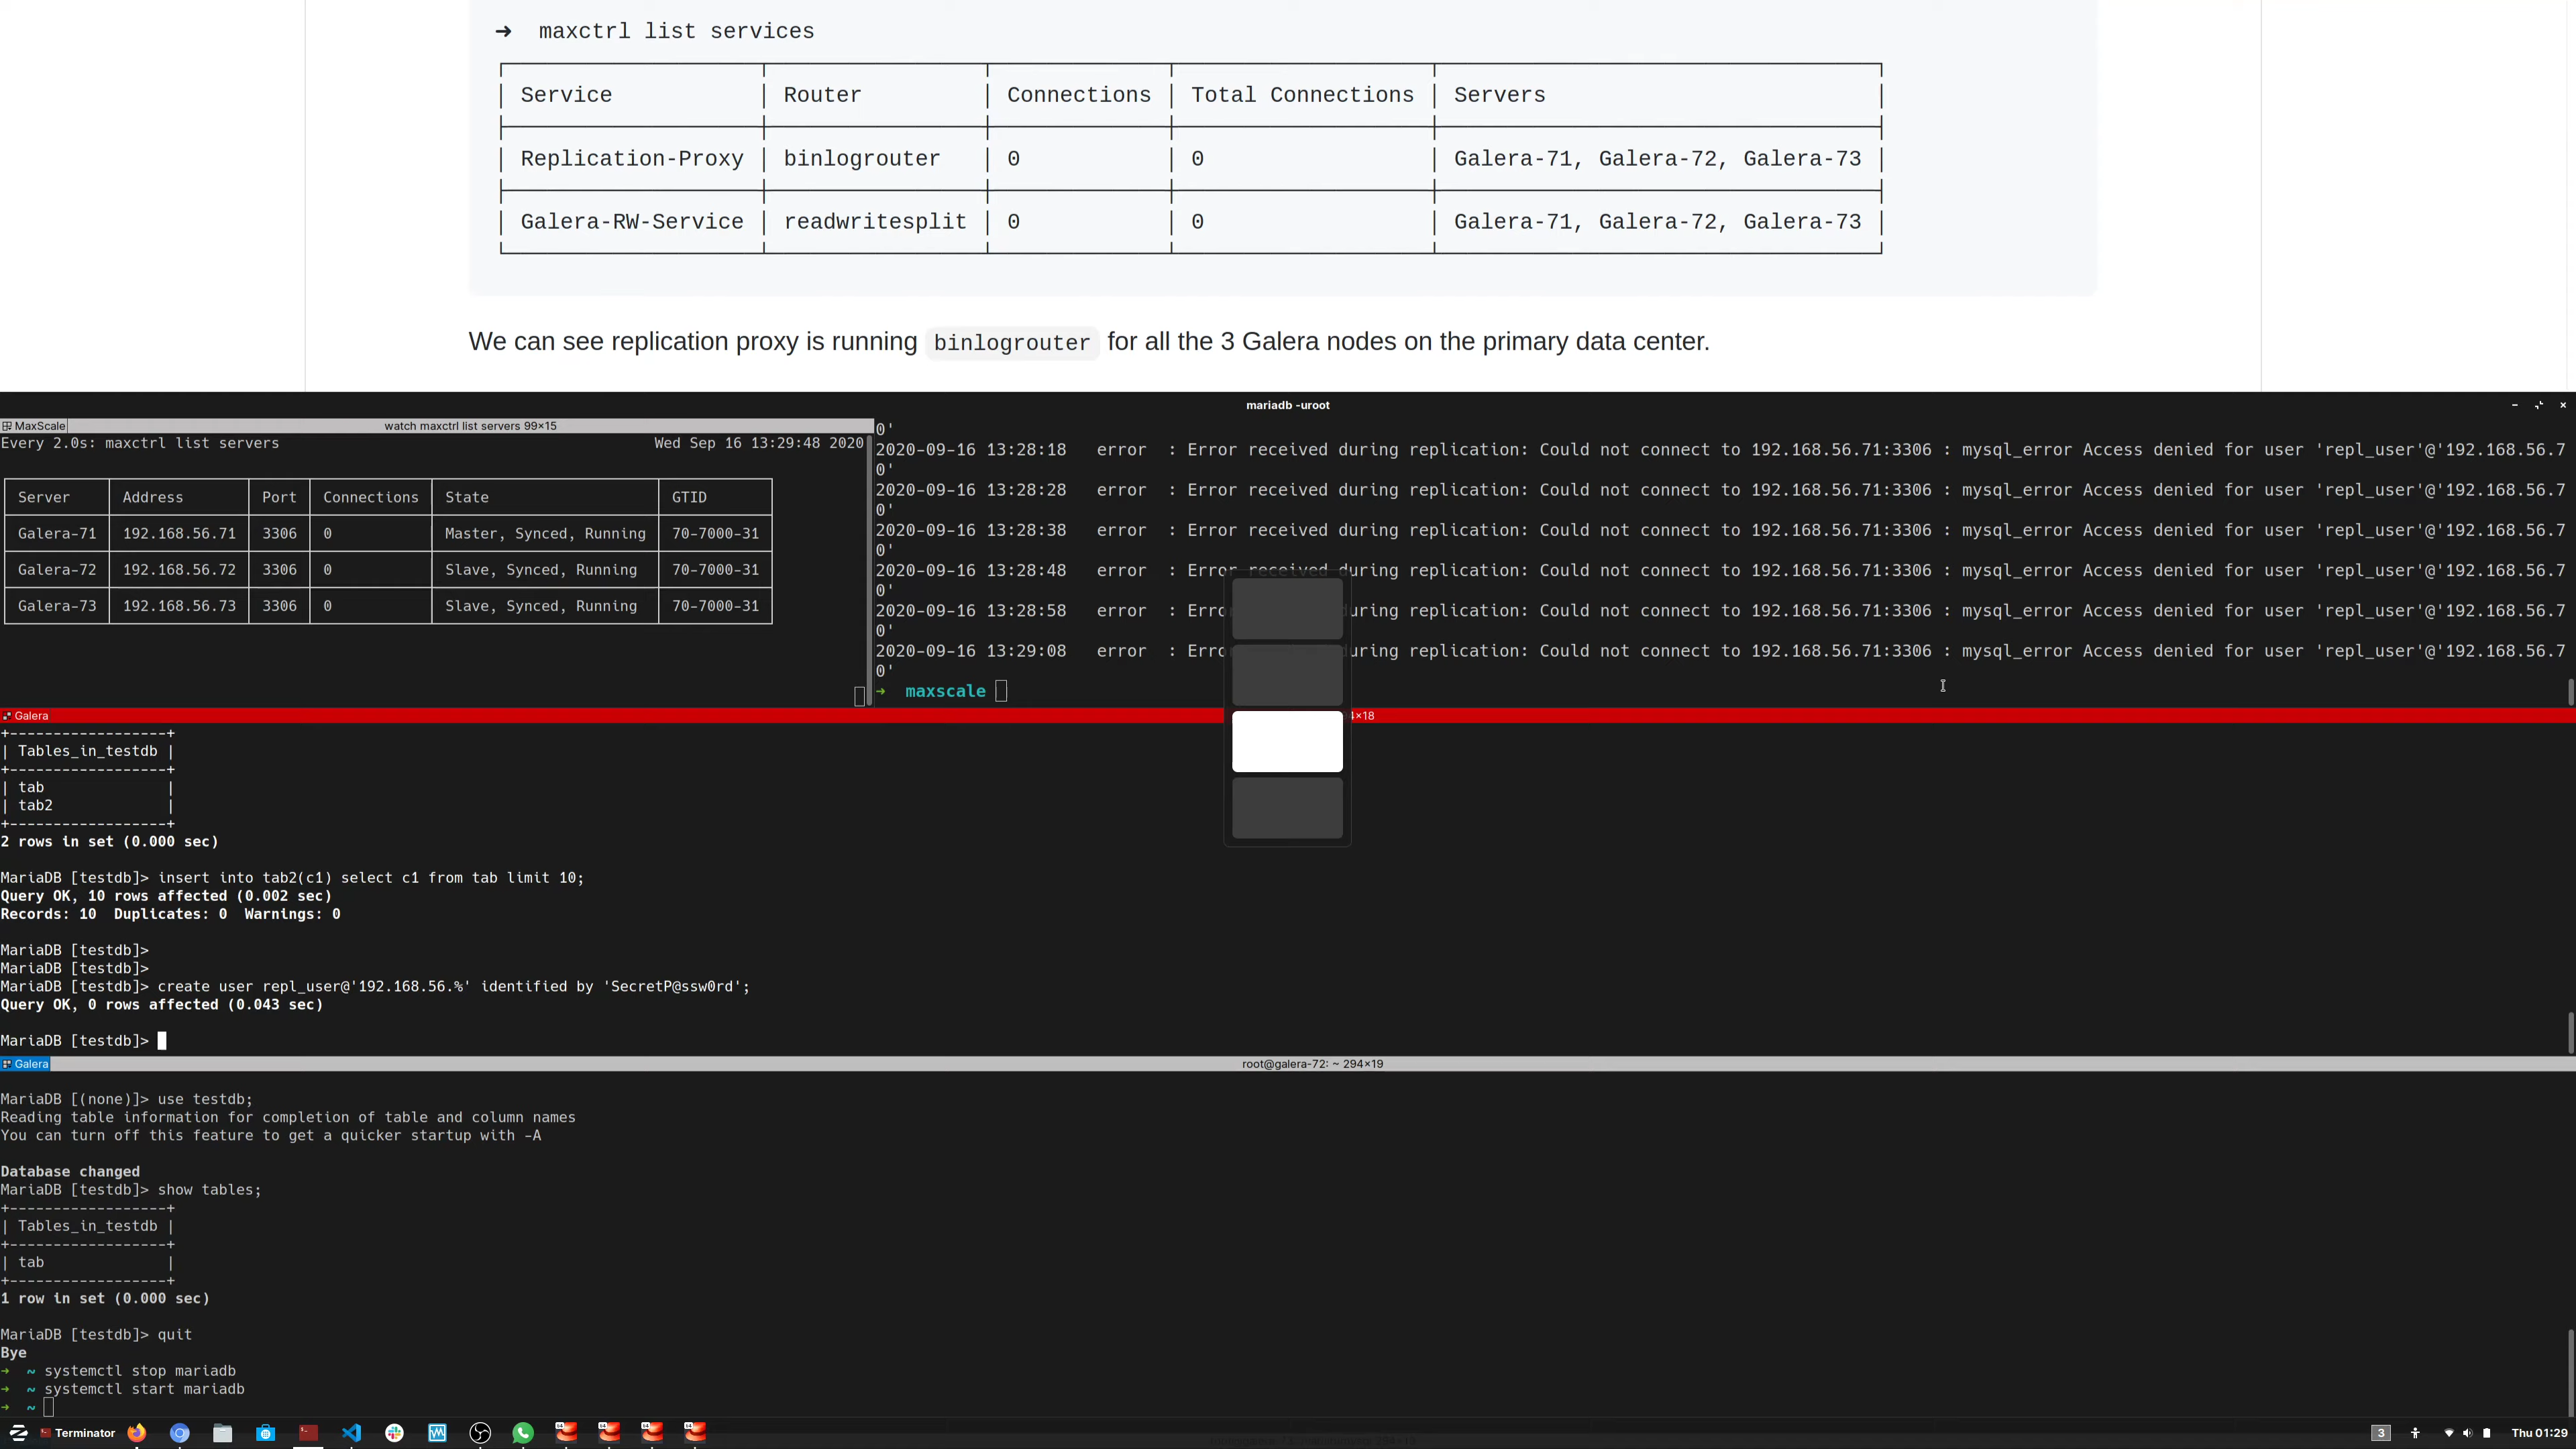 ➜ maxctrl list services
Service | Router | Connections | Total Connections | Servers
Replication-Proxy | binlogrouter | 0 | 0 | Galera-71, Galera-72, Galera-73
Galera-RW-Service | readwritesplit | 0 | 0 | Galera-71, Galera-72, Galera-73
We can see replication proxy is running binlogrouter for all the 3 Galera nodes on the primary data center.
mariadb -uroot
MaxScale
watch maxctrl list servers 99×15
Every 2.0s: maxctrl list servers Wed Sep 16 13:29:48 2020
Server | Address | Port | Connections | State | GTID
Galera-71 | 192.168.56.71 | 3306 | 0 | Master, Synced, Running | 70-7000-31
Galera-72 | 192.168.56.72 | 3306 | 0 | Slave, Synced, Running | 70-7000-31
Galera-73 | 192.168.56.73 | 3306 | 0 | Slave, Synced, Running | 70-7000-31
0'
2020-09-16 13:28:18 error : Error received during replication: Could not connect to 192.168.56.71:3306 : mysql_error Access denied for user 'repl_user'@'192.168.56.7
0'
2020-09-16 13:28:28 error : Error received during replication: Could not connect to 192.168.56.71:3306 : mysql_error Access denied for user 'repl_user'@'192.168.56.7
0'
2020-09-16 13:28:38 error : Error received during replication: Could not connect to 192.168.56.71:3306 : mysql_error Access denied for user 'repl_user'@'192.168.56.7
0'
2020-09-16 13:28:48 error : Error received during replication: Could not connect to 192.168.56.71:3306 : mysql_error Access denied for user 'repl_user'@'192.168.56.7
0'
2020-09-16 13:28:58 error : Erro uring replication: Could not connect to 192.168.56.71:3306 : mysql_error Access denied for user 'repl_user'@'192.168.56.7
0'
2020-09-16 13:29:08 error : Erro uring replication: Could not connect to 192.168.56.71:3306 : mysql_error Access denied for user 'repl_user'@'192.168.56.7
0'
➜ maxscale
Galera
4×18
+------------------+
| Tables_in_testdb |
+------------------+
| tab |
| tab2 |
+------------------+
2 rows in set (0.000 sec)
MariaDB [testdb]> insert into tab2(c1) select c1 from tab limit 10;
Query OK, 10 rows affected (0.002 sec)
Records: 10 Duplicates: 0 Warnings: 0
MariaDB [testdb]>
MariaDB [testdb]>
MariaDB [testdb]> create user repl_user@'192.168.56.%' identified by 'SecretP@ssw0rd';
Query OK, 0 rows affected (0.043 sec)
MariaDB [testdb]>
Galera
root@galera-72: ~ 294×19
MariaDB [(none)]> use testdb;
Reading table information for completion of table and column names
You can turn off this feature to get a quicker startup with -A
Database changed
MariaDB [testdb]> show tables;
+------------------+
| Tables_in_testdb |
+------------------+
| tab |
+------------------+
1 row in set (0.000 sec)
MariaDB [testdb]> quit
Bye
➜ ~ systemctl stop mariadb
➜ ~ systemctl start mariadb
➜ ~
Terminator
3
Thu 01:29